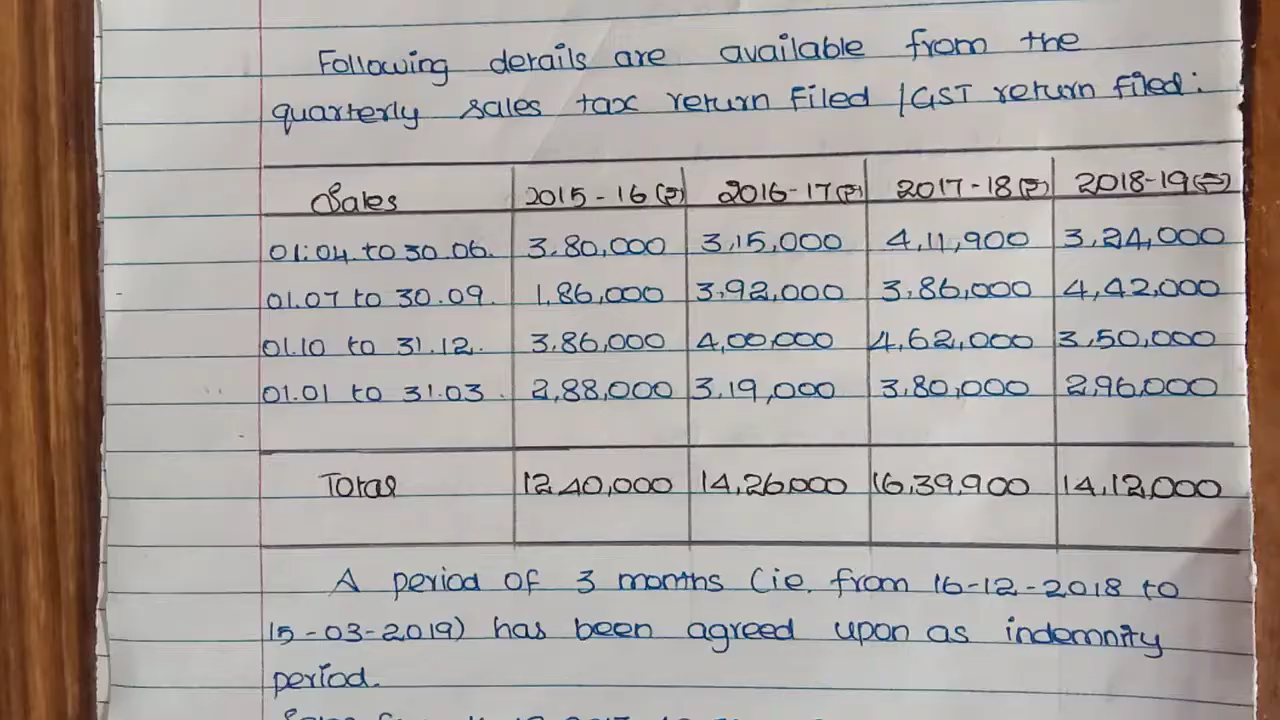 Following details are available from the
quarterly sales tax return filed / GST return filed:
Sales 2015-16 (₹) 2016-17 (₹) 2017-18 (₹) 2018-19 (₹)
01.04 to 30.06. 3,80,000 3,15,000 4,11,900 3,24,000
01.07 to 30.09. 1,86,000 3,92,000 3,86,000 4,42,000
01.10 to 31.12. 3,86,000 4,00,000 4,62,000 3,50,000
01.01 to 31.03. 2,88,000 3,19,000 3,80,000 2,96,000
Total 12,40,000 14,26,000 16,39,900 14,12,000
A period of 3 months (ie. from 16-12-2018 to
15-03-2019) has been agreed upon as indemnity
period.